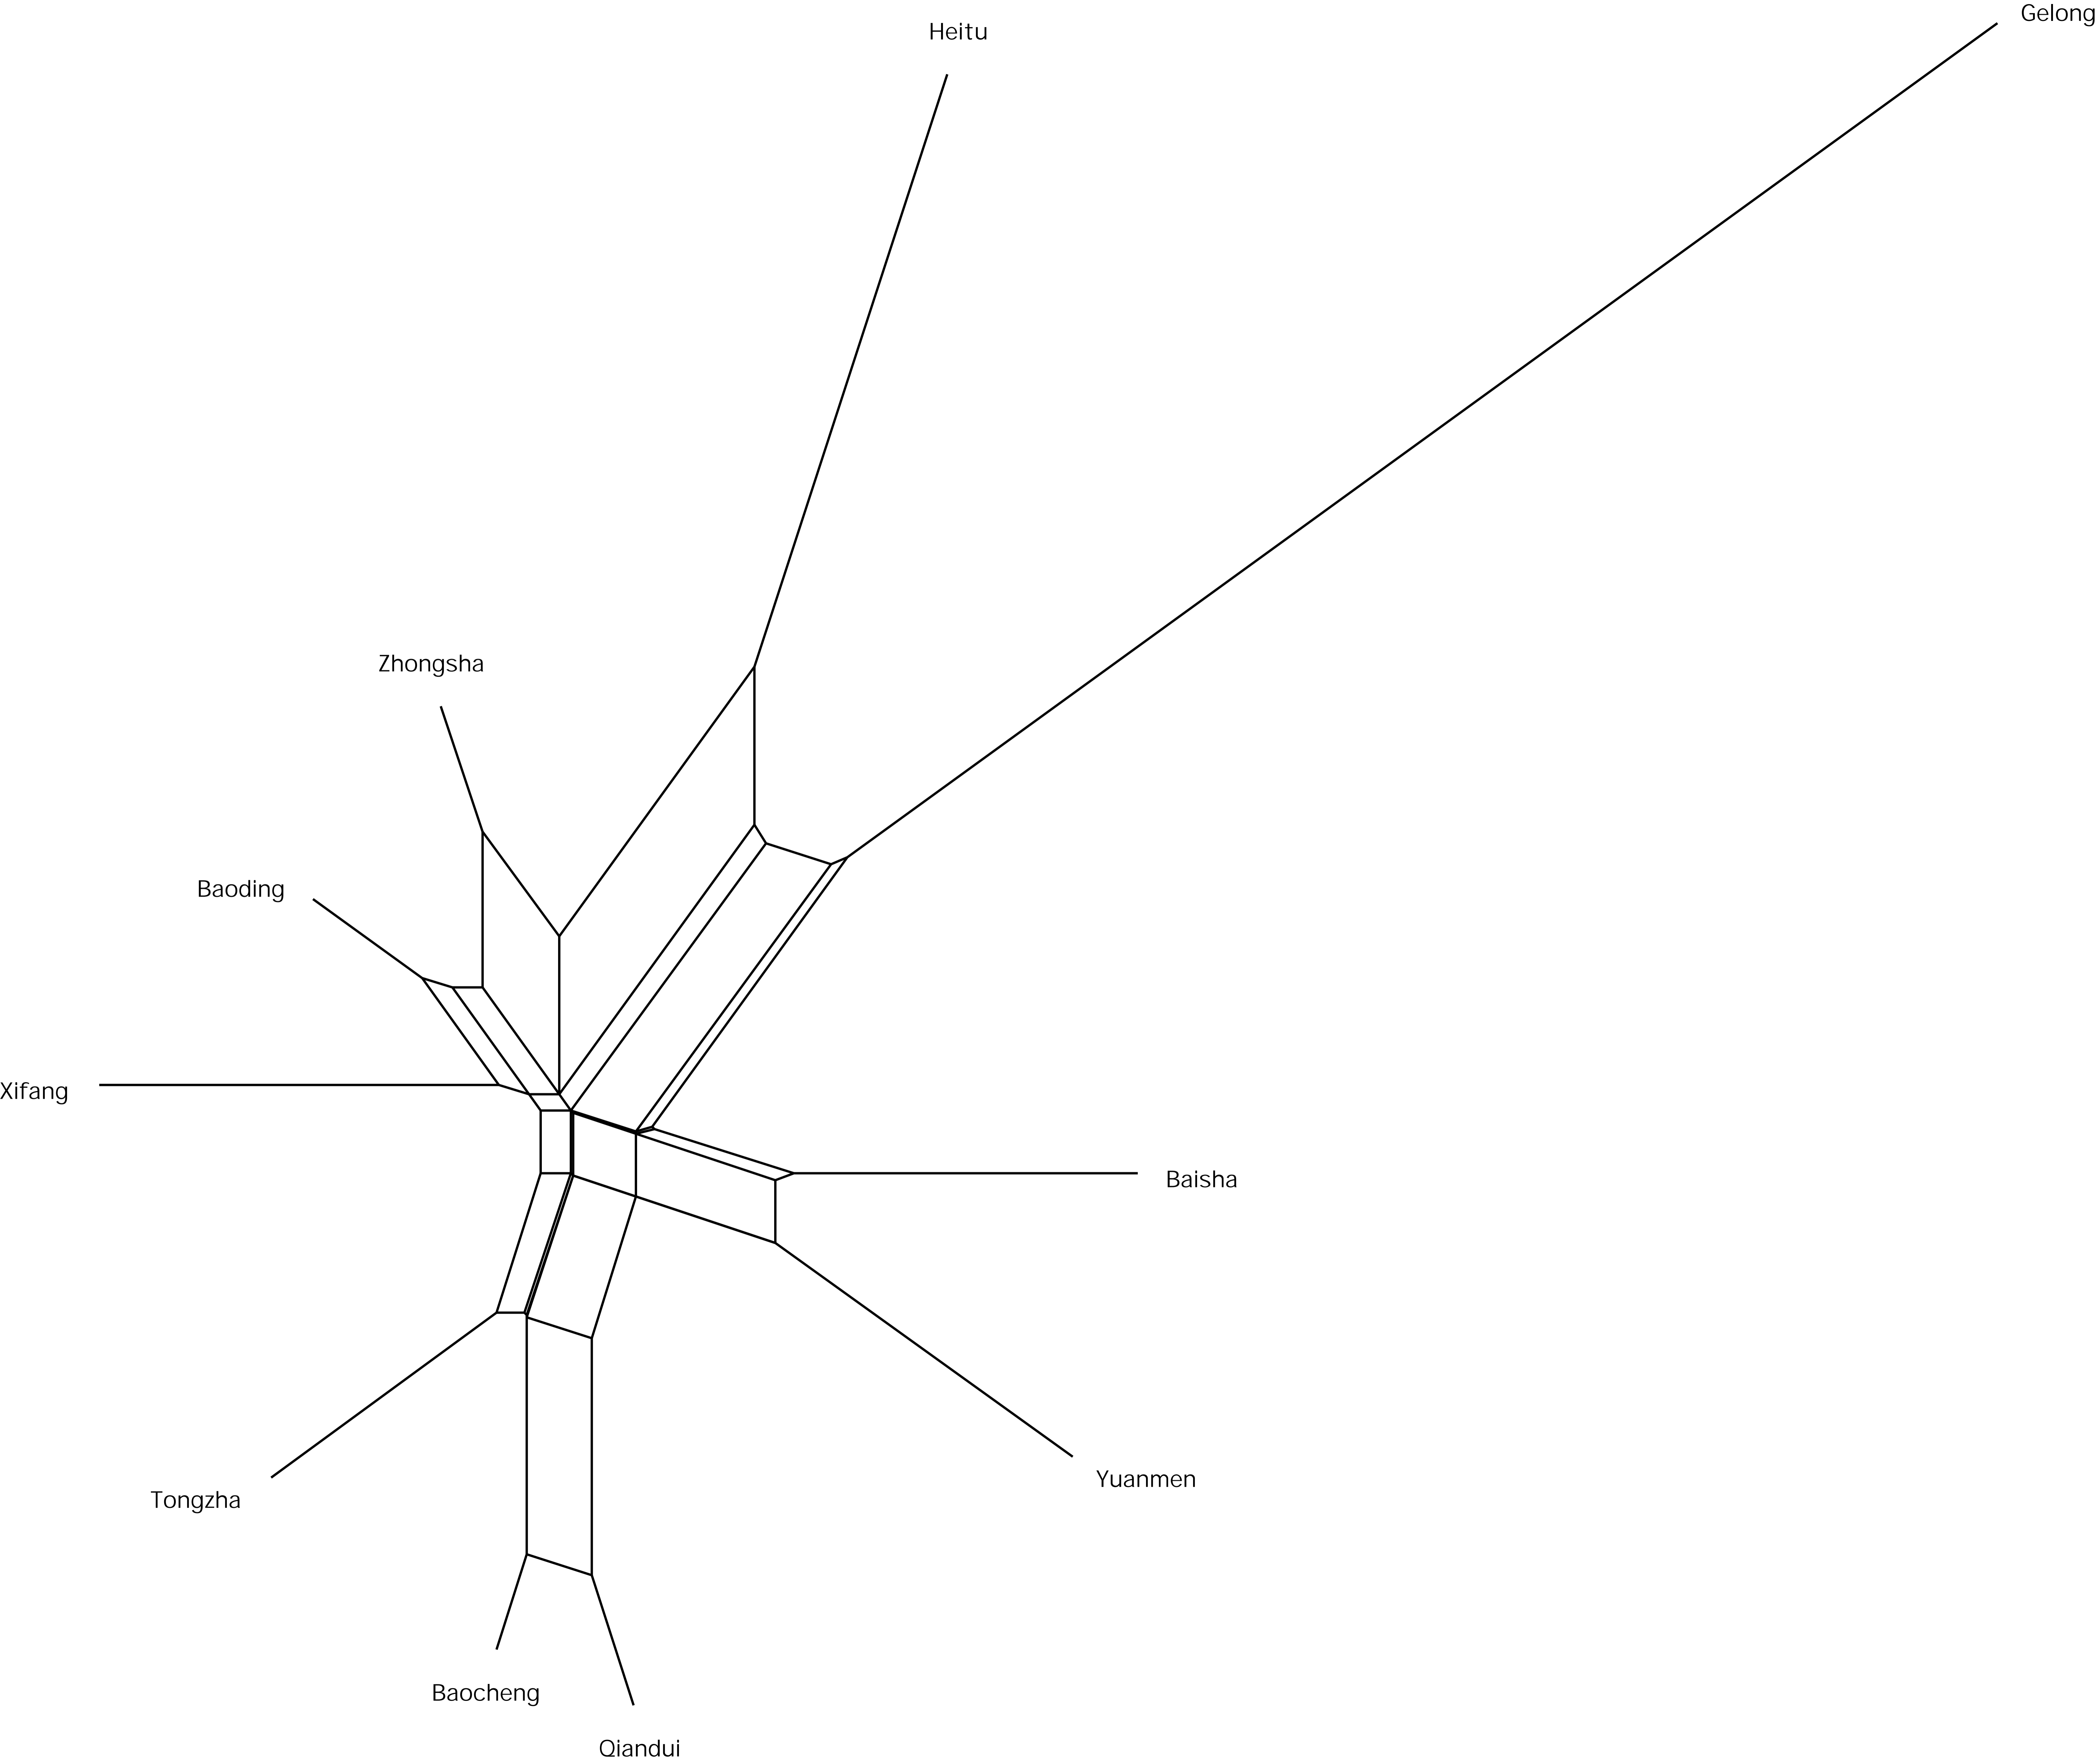 Gelong
Heitu
Zhongsha
Baoding
Xifang
Baisha
Yuanmen
Tongzha
Baocheng
Qiandui